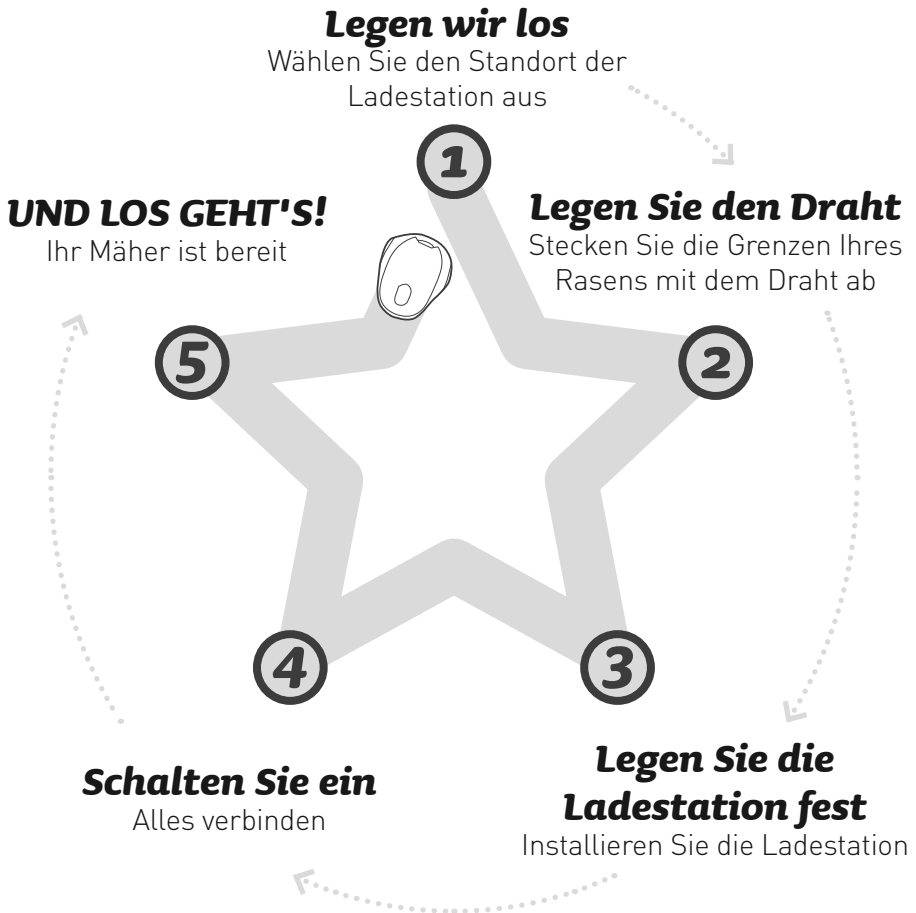 Legen wir los
Wählen Sie den Standort der
Ladestation aus
1
Legen Sie den Draht
Stecken Sie die Grenzen Ihres
Rasens mit dem Draht ab
2
3
Legen Sie die
Ladestation fest
Installieren Sie die Ladestation
4
Schalten Sie ein
Alles verbinden
UND LOS GEHT'S!
Ihr Mäher ist bereit
5